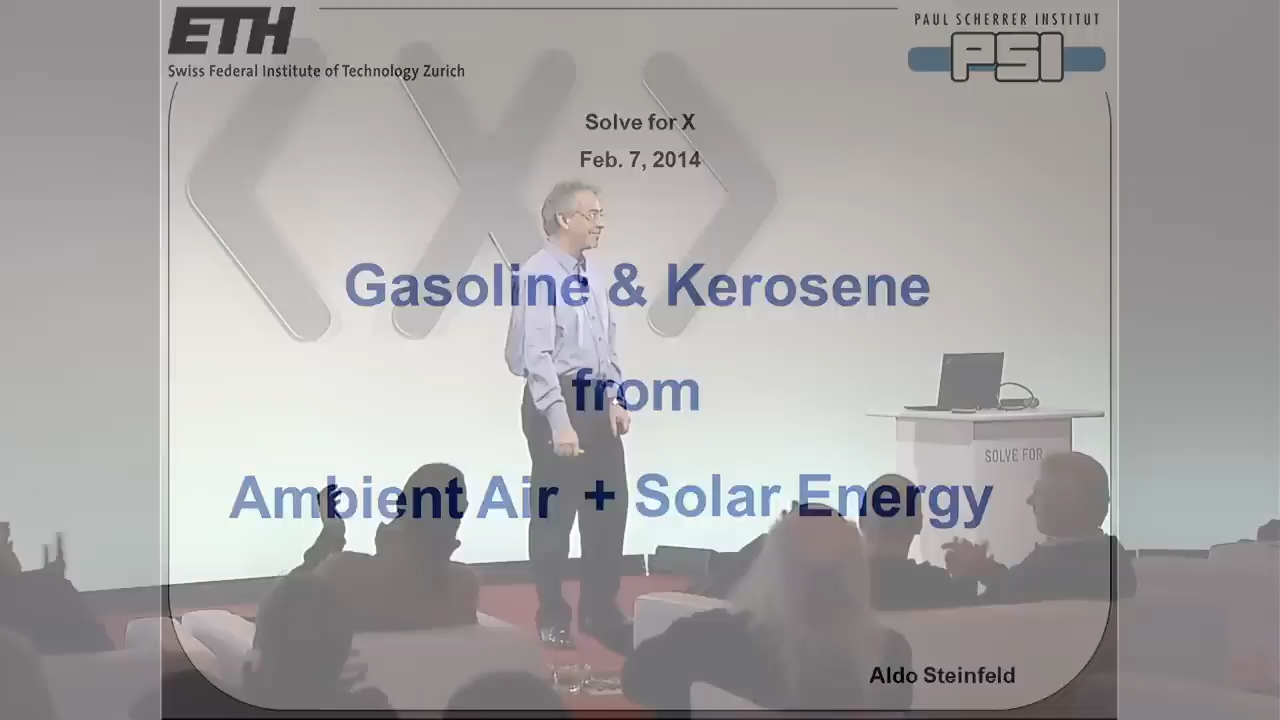 ETH
Swiss Federal Institute of Technology Zurich
PAUL SCHERRER INSTITUT
PSI
Solve for X
Feb. 7, 2014
Gasoline & Kerosene
from
Ambient Air + Solar Energy
SOLVE FOR
Aldo Steinfeld